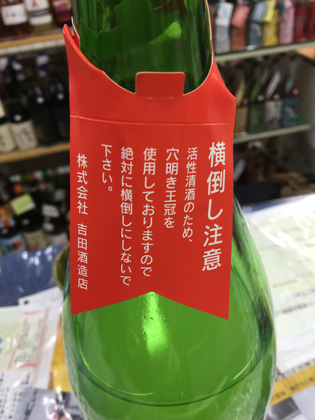 横倒し注意
活性清酒のため、
穴明き王冠を
使用しておりますので
絶対に横倒しにしないで
下さい。
株式会社 吉田酒造店